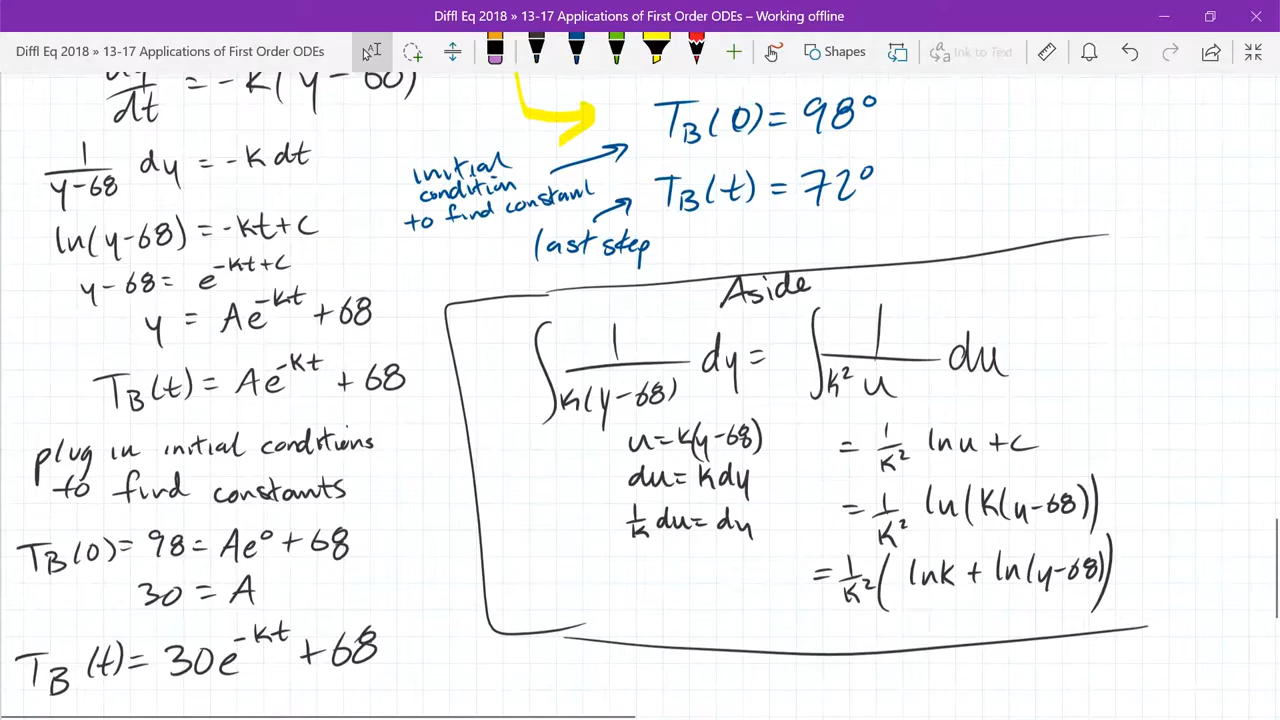 Diffl Eq 2018 » 13-17 Applications of First Order ODEs – Working offline
Diffl Eq 2018 » 13-17 Applications of First Order ODEs
Shapes
Ink to Text
dy/dt = -k(y-68)
1/(y-68) dy = -k dt
ln(y-68) = -kt+c
y-68 = e^(-kt+c)
y = Ae^(-kt) + 68
T_B(t) = Ae^(-kt) + 68
plug in initial conditions
to find constants
T_B(0) = 98 = Ae^0 + 68
30 = A
T_B(t) = 30e^(-kt) + 68
T_B(0) = 98°
initial
condition
to find constant
T_B(t) = 72°
last step
Aside
∫ 1/(k(y-68)) dy = ∫ 1/(k² u) du
u = k(y-68)
du = k dy
1/k du = dy
= 1/k² ln u + c
= 1/k² ln(k(y-68))
= 1/k² (ln k + ln(y-68))